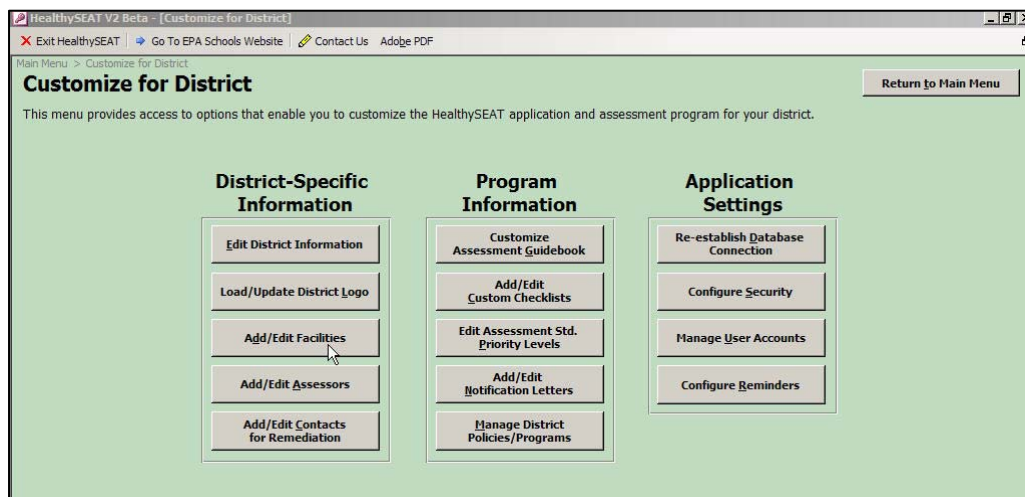 HealthySEAT V2 Beta - [Customize for District]
Exit HealthySEAT Go To EPA Schools Website Contact Us Adobe PDF
Main Menu > Customize for District
Customize for District
Return to Main Menu
This menu provides access to options that enable you to customize the HealthySEAT application and assessment program for your district.
District-Specific
Information
Edit District Information
Load/Update District Logo
Add/Edit Facilities
Add/Edit Assessors
Add/Edit Contacts
for Remediation
Program
Information
Customize
Assessment Guidebook
Add/Edit
Custom Checklists
Edit Assessment Std.
Priority Levels
Add/Edit
Notification Letters
Manage District
Policies/Programs
Application
Settings
Re-establish Database
Connection
Configure Security
Manage User Accounts
Configure Reminders